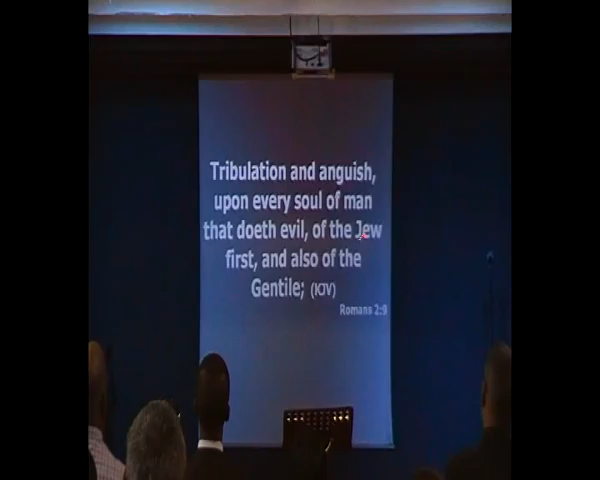 Tribulation and anguish,
upon every soul of man
that doeth evil, of the Jew
first, and also of the
Gentile; (KJV)
Romans 2:9